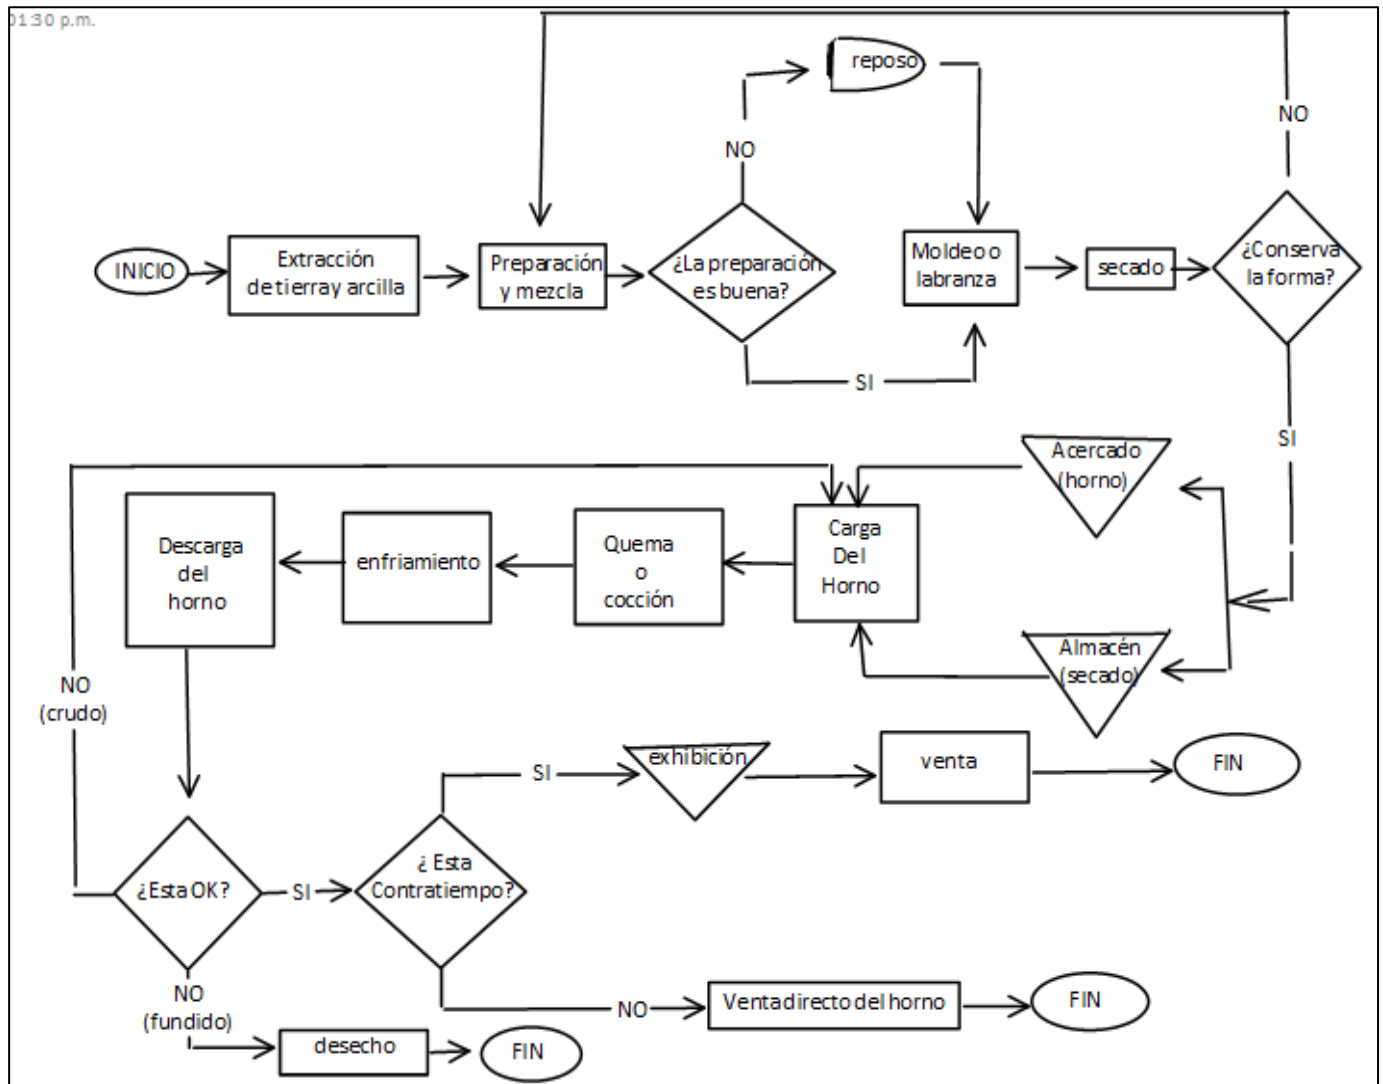 01:30 p.m.
reposo
NO
NO
INICIO
Extracción
de tierra y arcilla
Preparación
y mezcla
¿La preparación
es buena?
Moldeo o
labranza
secado
¿Conserva
la forma?
SI
SI
Acercado
(horno)
Descarga
del
horno
enfriamiento
Quema
o
cocción
Carga
Del
Horno
Almacén
(secado)
NO
(crudo)
SI
exhibición
venta
FIN
¿Esta OK?
SI
¿ Esta
Contratiempo?
NO
(fundido)
NO
Venta directo del horno
FIN
desecho
FIN